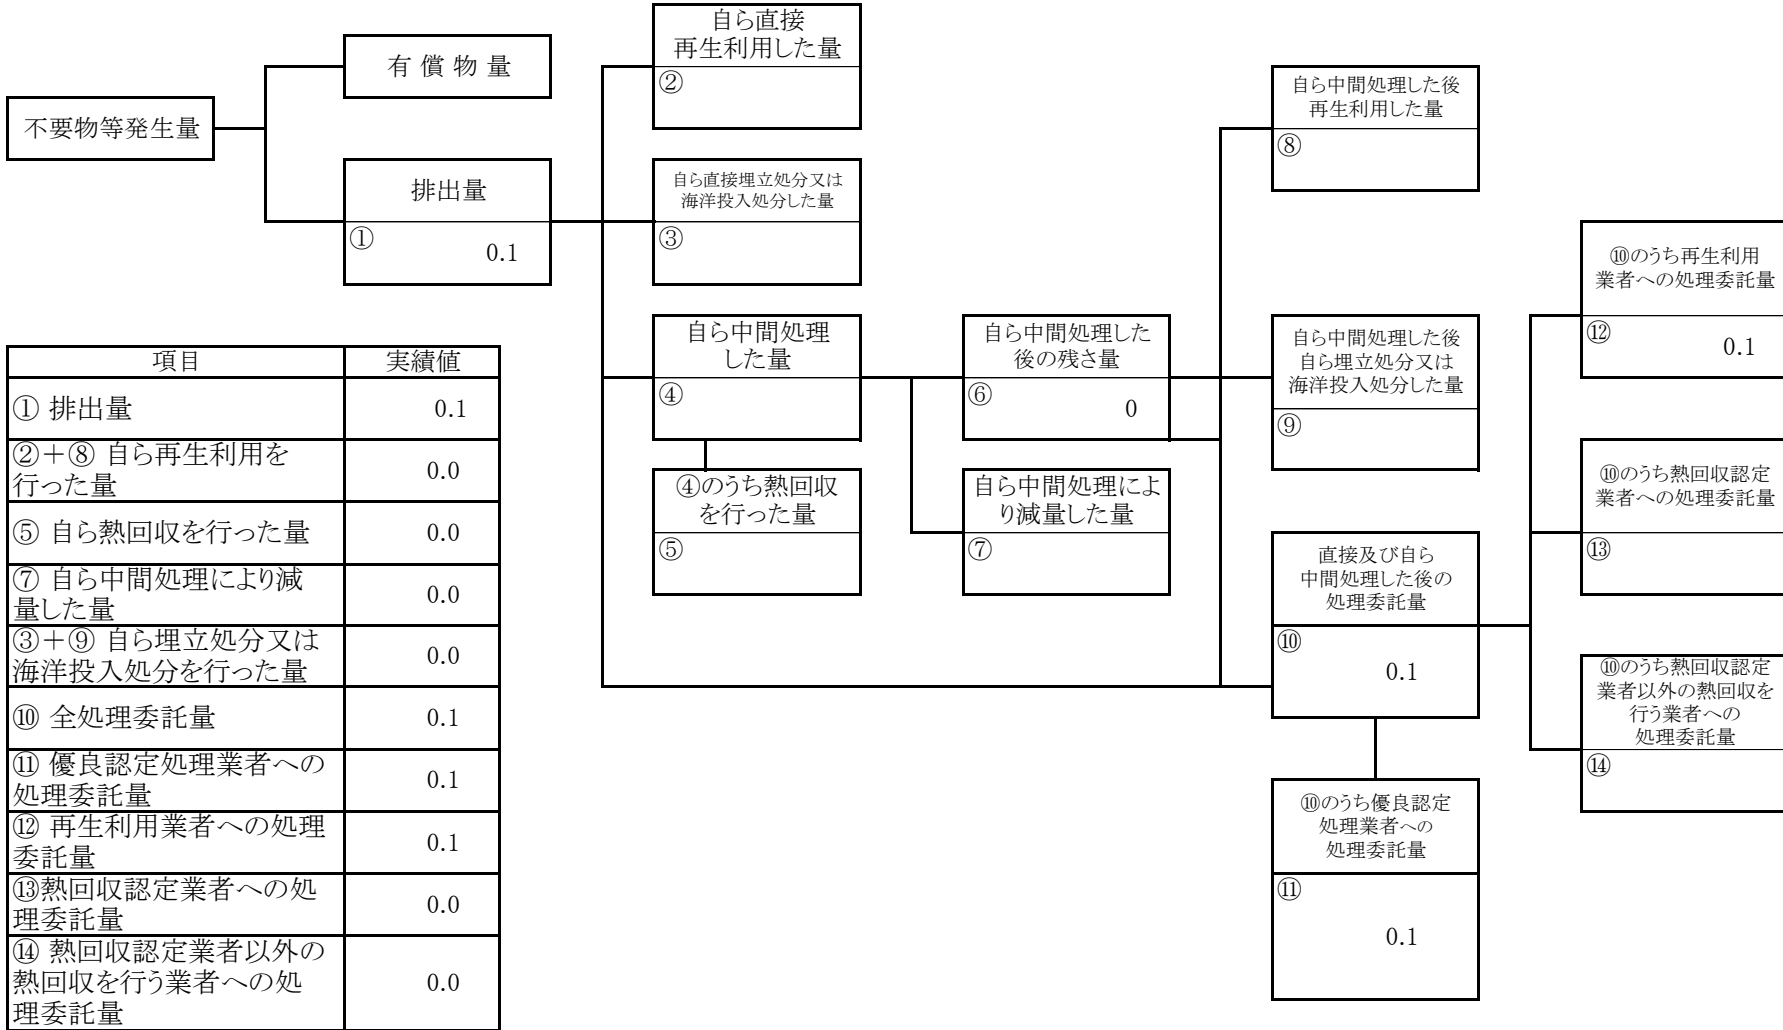 不要物等発生量
有 償 物 量
排出量
①
0.1
自ら直接
再生利用した量
②
自ら直接埋立処分又は
海洋投入処分した量
③
自ら中間処理
した量
④
④のうち熱回収
を行った量
⑤
自ら中間処理した
後の残さ量
⑥
0
自ら中間処理によ
り減量した量
⑦
自ら中間処理した後
再生利用した量
⑧
自ら中間処理した後
自ら埋立処分又は
海洋投入処分した量
⑨
直接及び自ら
中間処理した後の
処理委託量
⑩
0.1
⑩のうち優良認定
処理業者への
処理委託量
⑪
0.1
⑩のうち再生利用
業者への処理委託量
⑫
0.1
⑩のうち熱回収認定
業者への処理委託量
⑬
⑩のうち熱回収認定
業者以外の熱回収を
行う業者への
処理委託量
⑭
項目 実績値
① 排出量 0.1
②＋⑧ 自ら再生利用を
行った量 0.0
⑤ 自ら熱回収を行った量 0.0
⑦ 自ら中間処理により減
量した量 0.0
③＋⑨ 自ら埋立処分又は
海洋投入処分を行った量 0.0
⑩ 全処理委託量 0.1
⑪ 優良認定処理業者への
処理委託量 0.1
⑫ 再生利用業者への処理
委託量 0.1
⑬熱回収認定業者への処
理委託量 0.0
⑭ 熱回収認定業者以外の
熱回収を行う業者への処
理委託量 0.0